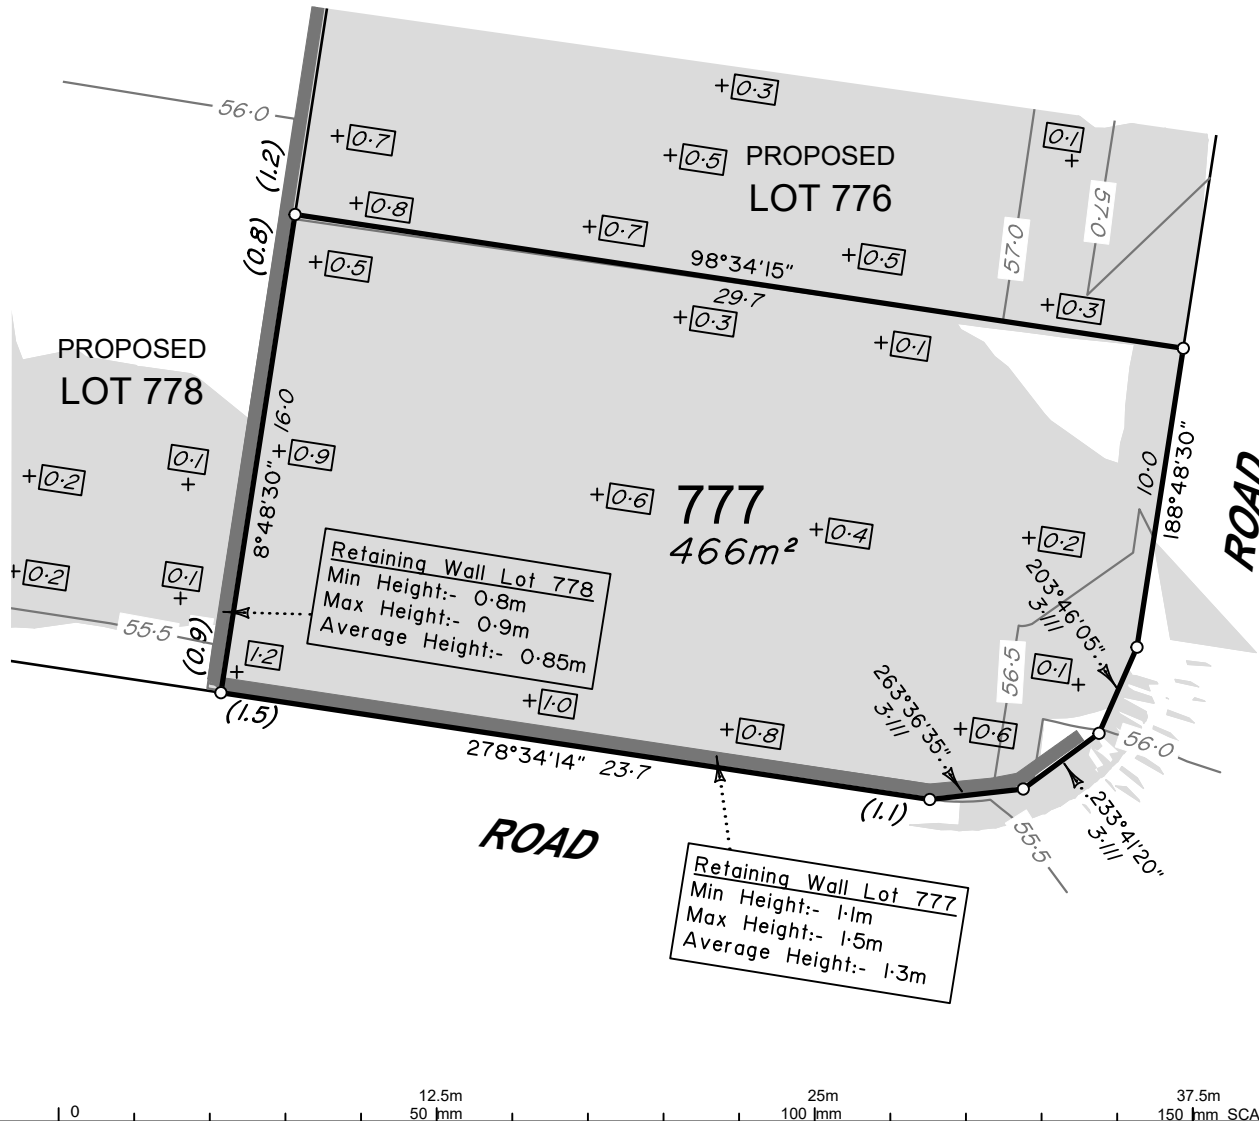 0.3
56.0
0.7
0.1
(1.2)
0.5
PROPOSED
LOT 776
0.8
57.0
0.7
(0.8)
0.5
98°34'15"
0.5
57.0
29.7
0.3
0.3
0.1
PROPOSED
LOT 778
16.0
0.1
0.9
0.2
10.0
188°48'30"
ROAD
8°48'30"
0.6
777
466m²
0.4
0.2
0.2
0.1
Retaining Wall Lot 778
Min Height:- 0.8m
Max Height:- 0.9m
Average Height:- 0.85m
203°46'05"
3.111
55.5
(0.9)
1.2
56.5
0.1
263°36'35"
3.111
1.0
0.8
0.6
56.0
(1.5)
278°34'14" 23.7
(1.1)
233°41'20"
3.111
55.5
ROAD
Retaining Wall Lot 777
Min Height:- 1.1m
Max Height:- 1.5m
Average Height:- 1.3m
12.5m 25m 37.5m
0 50 mm 100 mm 150 mm SCA